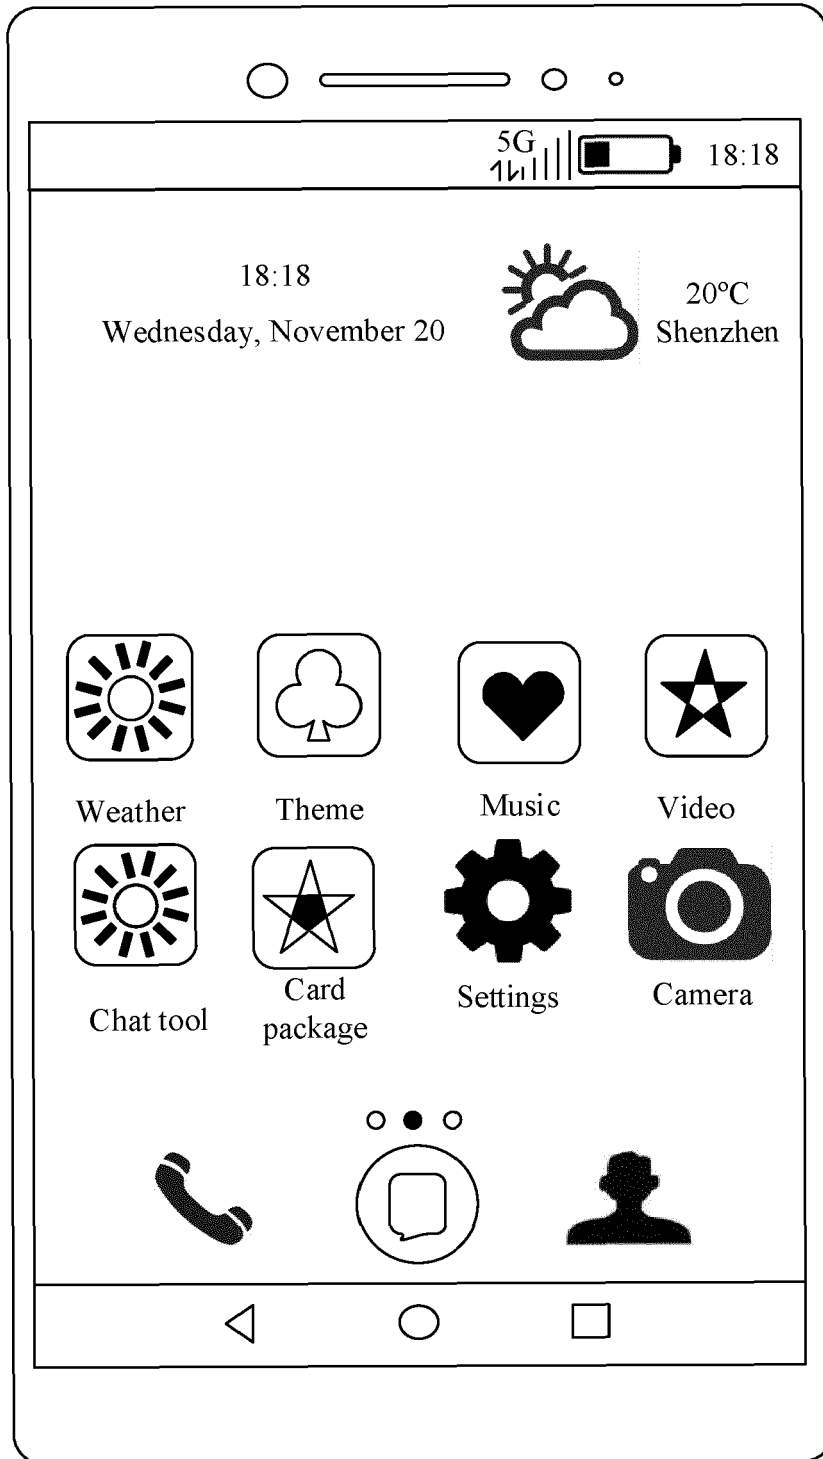 5G
18:18
18:18
Wednesday, November 20
20°C
Shenzhen
Weather
Theme
Music
Video
Chat tool
Card
package
Settings
Camera